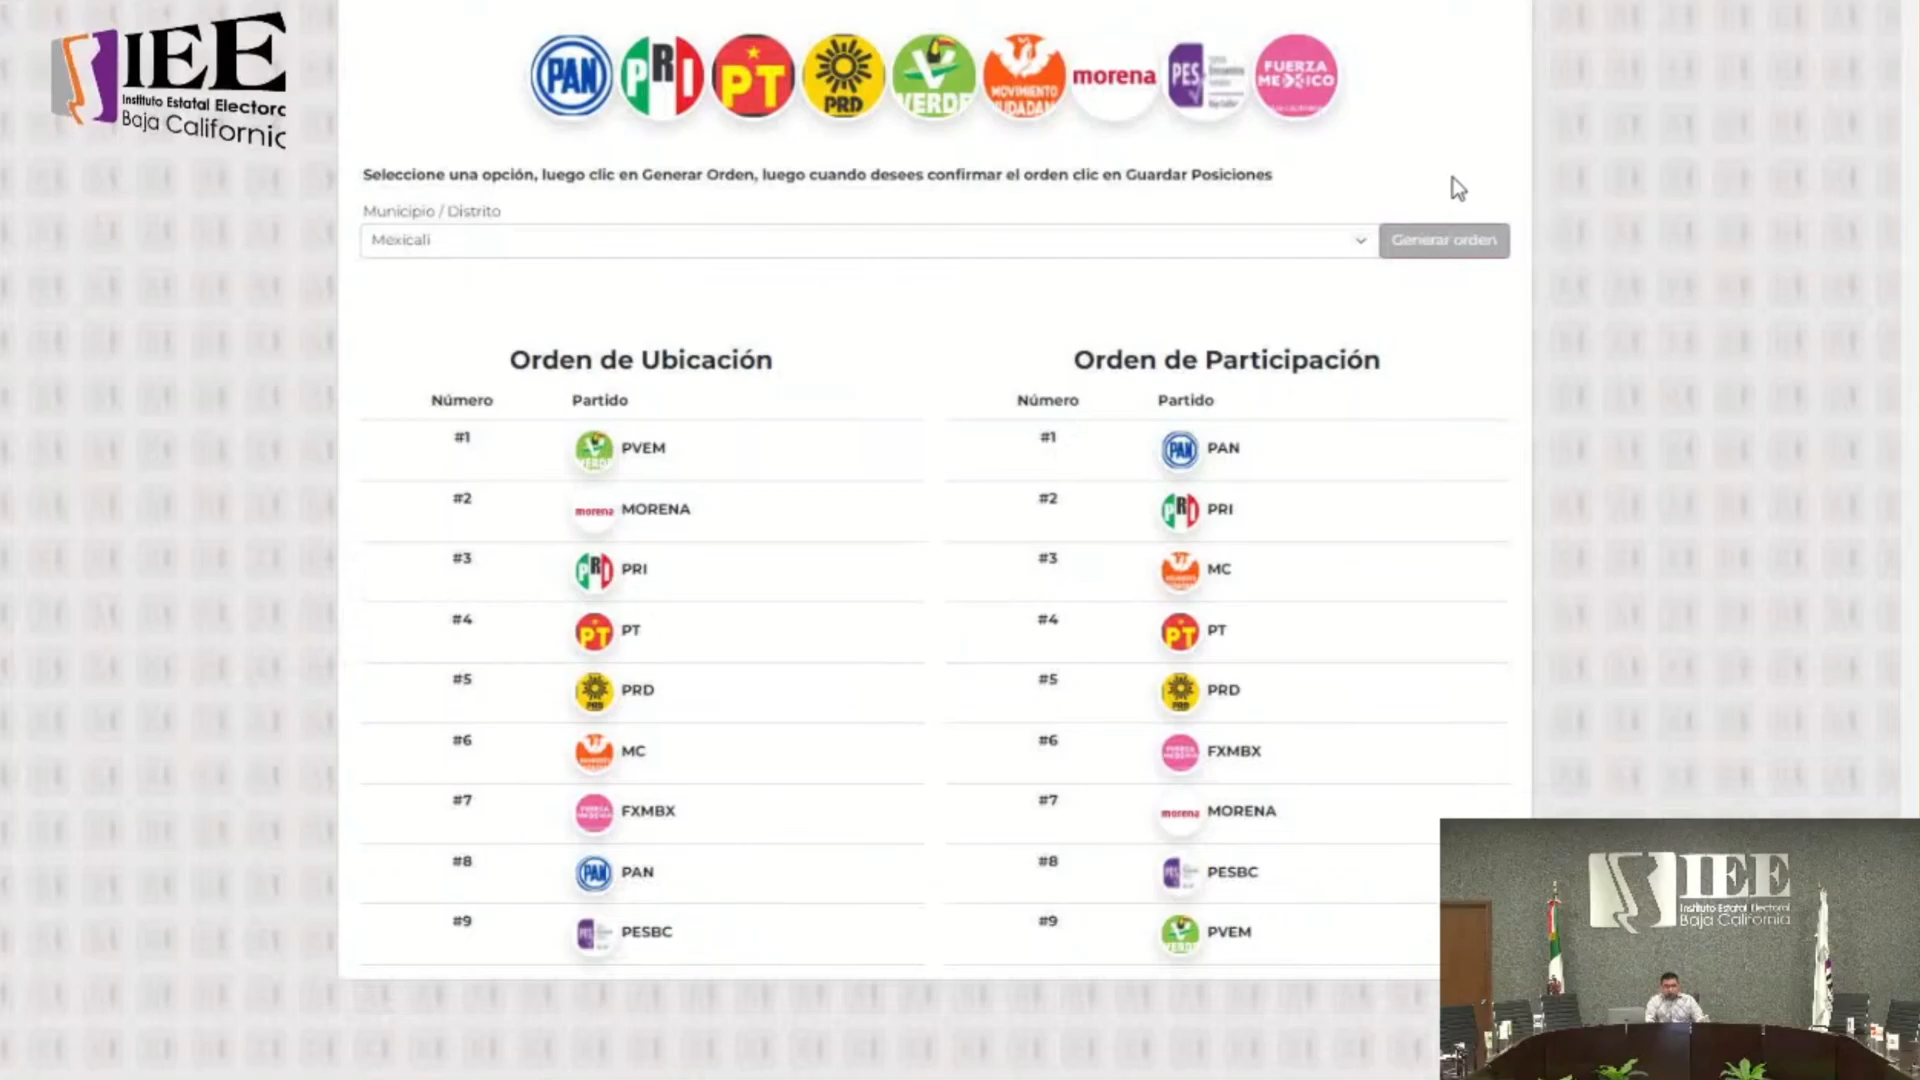 IEE
Instituto Estatal Electoral
Baja California
PAN
PRI
PT
PRD
VERDE
MOVIMIENTO
CIUDADANO
morena
PES
FUERZA
MEXICO
Seleccione una opción, luego clic en Generar Orden, luego cuando desees confirmar el orden clic en Guardar Posiciones
Municipio / Distrito
Mexicali
Generar orden
Orden de Ubicación
Orden de Participación
Número Partido
Número Partido
#1 PVEM
#1 PAN
#2 MORENA
#2 PRI
#3 PRI
#3 MC
#4 PT
#4 PT
#5 PRD
#5 PRD
#6 MC
#6 FXMBX
#7 FXMBX
#7 MORENA
#8 PAN
#8 PESBC
#9 PESBC
#9 PVEM
IEE
Instituto Estatal Electoral
Baja California